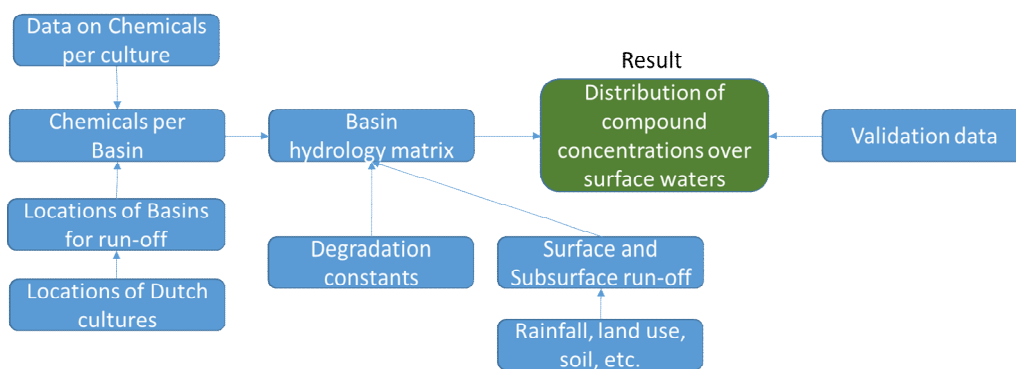 Data on Chemicals
per culture
Result
Distribution of
compound
concentrations over
surface waters
Chemicals per
Basin
Basin
hydrology matrix
Validation data
Locations of Basins
for run-off
Degradation
constants
Surface and
Subsurface run-off
Locations of Dutch
cultures
Rainfall, land use,
soil, etc.